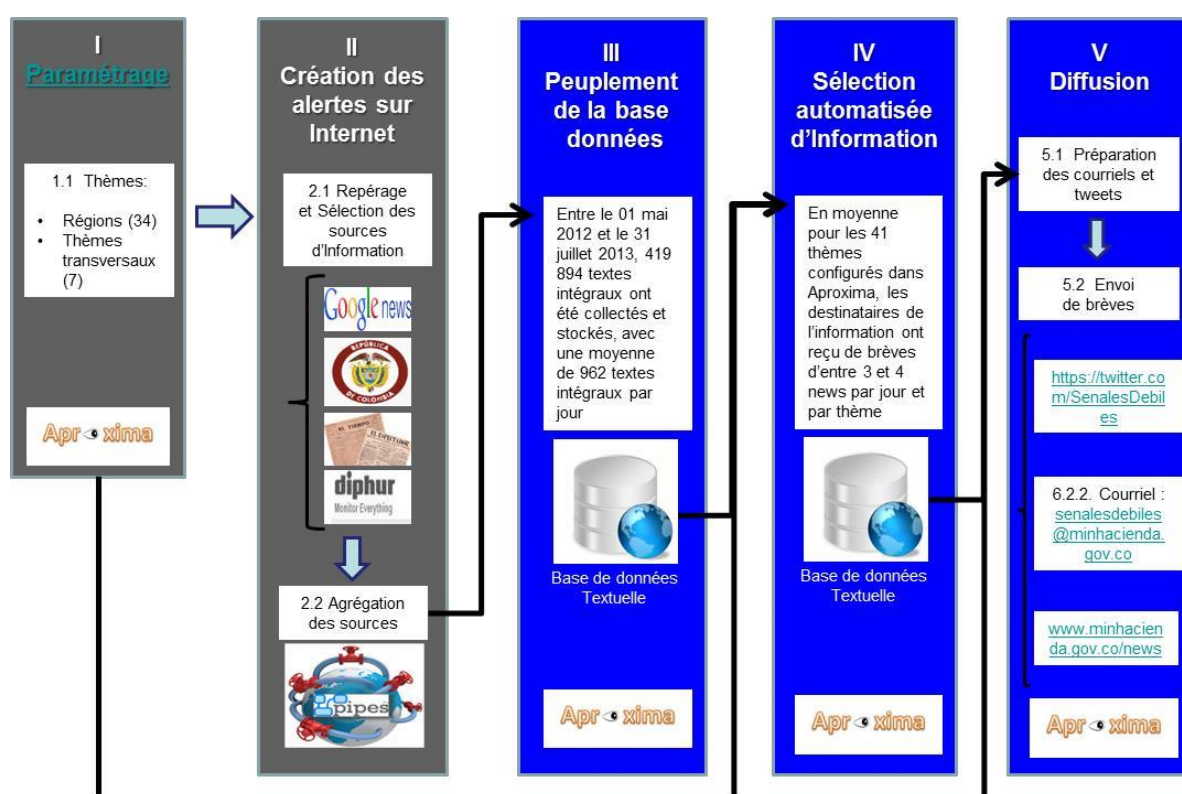 I
Paramétrage
1.1 Thèmes:
• Régions (34)
• Thèmes
transversaux
(7)
Apr xima
II
Création des
alertes sur
Internet
2.1 Repérage
et Sélection des
sources
d'Information
Google news
REPÚBLICA
DE COLOMBIA
EL TIEMPO
EL ESPECTADOR
diphur
Monitor Everything
2.2 Agrégation
des sources
pipes
III
Peuplement
de la base
données
Entre le 01 mai
2012 et le 31
juillet 2013, 419
894 textes
intégraux ont
été collectés et
stockés, avec
une moyenne
de 962 textes
intégraux par
jour
Base de données
Textuelle
Apr xima
IV
Sélection
automatisée
d'Information
En moyenne
pour les 41
thèmes
configurés dans
Aproxima, les
destinataires de
l'information ont
reçu de brèves
d'entre 3 et 4
news par jour et
par thème
Base de données
Textuelle
Apr xima
V
Diffusion
5.1 Préparation
des courriels et
tweets
5.2 Envoi
de brèves
https://twitter.co
m/SenalesDebil
es
6.2.2. Courriel :
senalesdebiles
@minhacienda.
gov.co
www.minhacien
da.gov.co/news
Apr xima